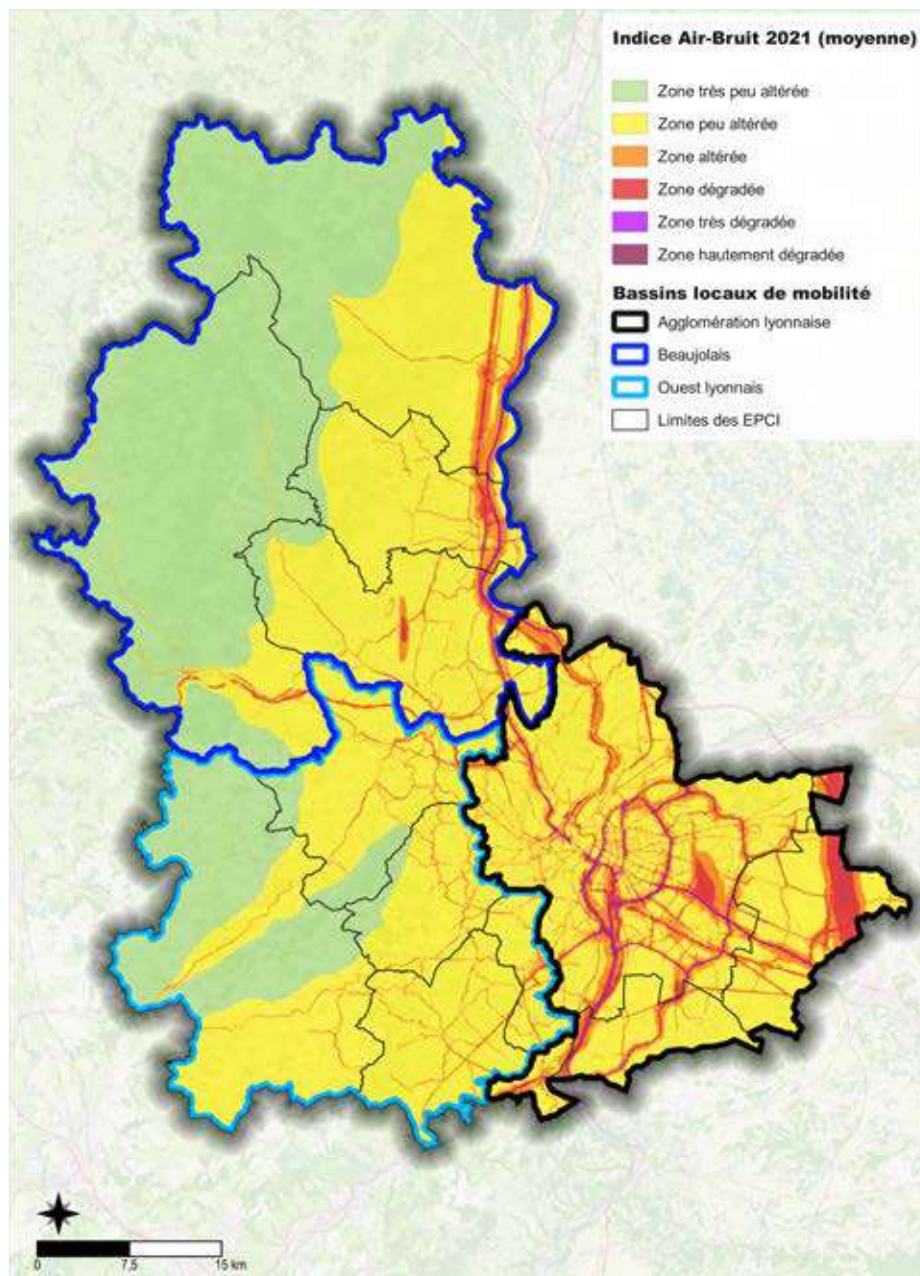 Indice Air-Bruit 2021 (moyenne)
Zone très peu altérée
Zone peu altérée
Zone altérée
Zone dégradée
Zone très dégradée
Zone hautement dégradée
Bassins locaux de mobilité
Agglomération lyonnaise
Beaujolais
Ouest lyonnais
Limites des EPCI
0 7,5 15 km